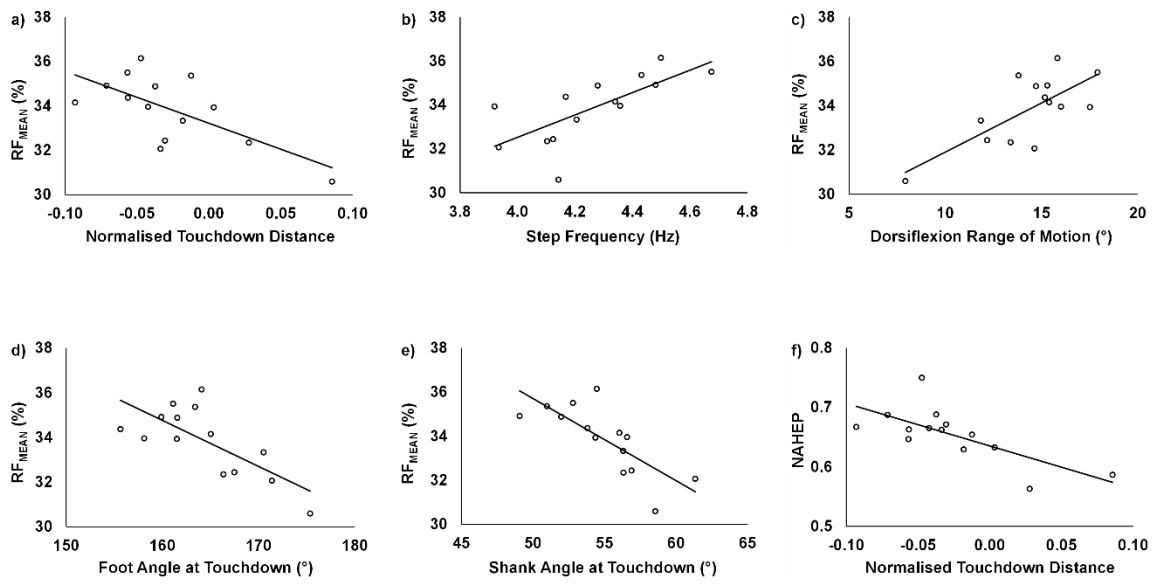 a)
38
36
34
32
30
RF_MEAN (%)
-0.10 -0.05 0.00 0.05 0.10
Normalised Touchdown Distance
b)
38
36
34
32
30
RF_MEAN (%)
3.8 4.0 4.2 4.4 4.6 4.8
Step Frequency (Hz)
c)
38
36
34
32
30
RF_MEAN (%)
5 10 15 20
Dorsiflexion Range of Motion (°)
d)
38
36
34
32
30
RF_MEAN (%)
150 160 170 180
Foot Angle at Touchdown (°)
e)
38
36
34
32
30
RF_MEAN (%)
45 50 55 60 65
Shank Angle at Touchdown (°)
f)
0.8
0.7
0.6
0.5
NAHEP
-0.10 -0.05 0.00 0.05 0.10
Normalised Touchdown Distance